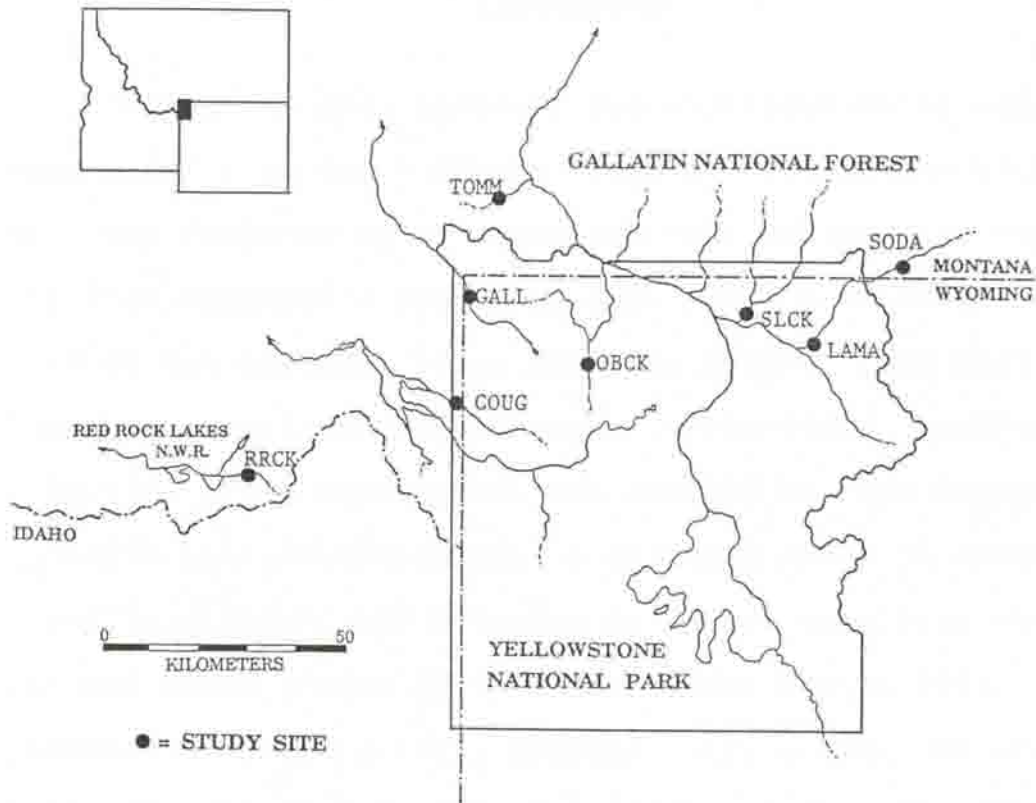 GALLATIN NATIONAL FOREST
TOMM
SODA
MONTANA
WYOMING
GALL
SLCK
LAMA
OBCK
COUG
RED ROCK LAKES
N.W.R.
RRCK
IDAHO
0 50
KILOMETERS
YELLOWSTONE
NATIONAL PARK
● = STUDY SITE